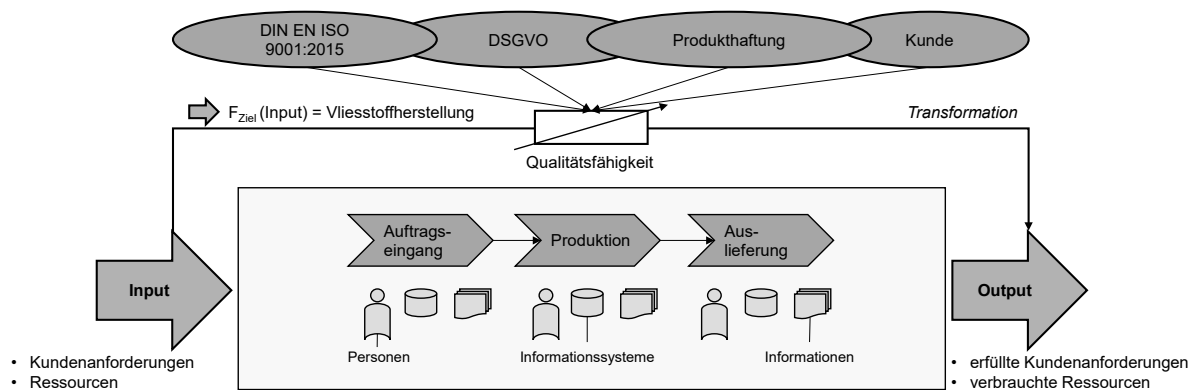 DIN EN ISO
9001:2015
DSGVO
Produkthaftung
Kunde
F_Ziel (Input) = Vliesstoffherstellung
Transformation
Qualitätsfähigkeit
Auftrags-
eingang
Produktion
Aus-
lieferung
Input
Output
Personen
Informationssysteme
Informationen
• Kundenanforderungen
• Ressourcen
• erfüllte Kundenanforderungen
• verbrauchte Ressourcen